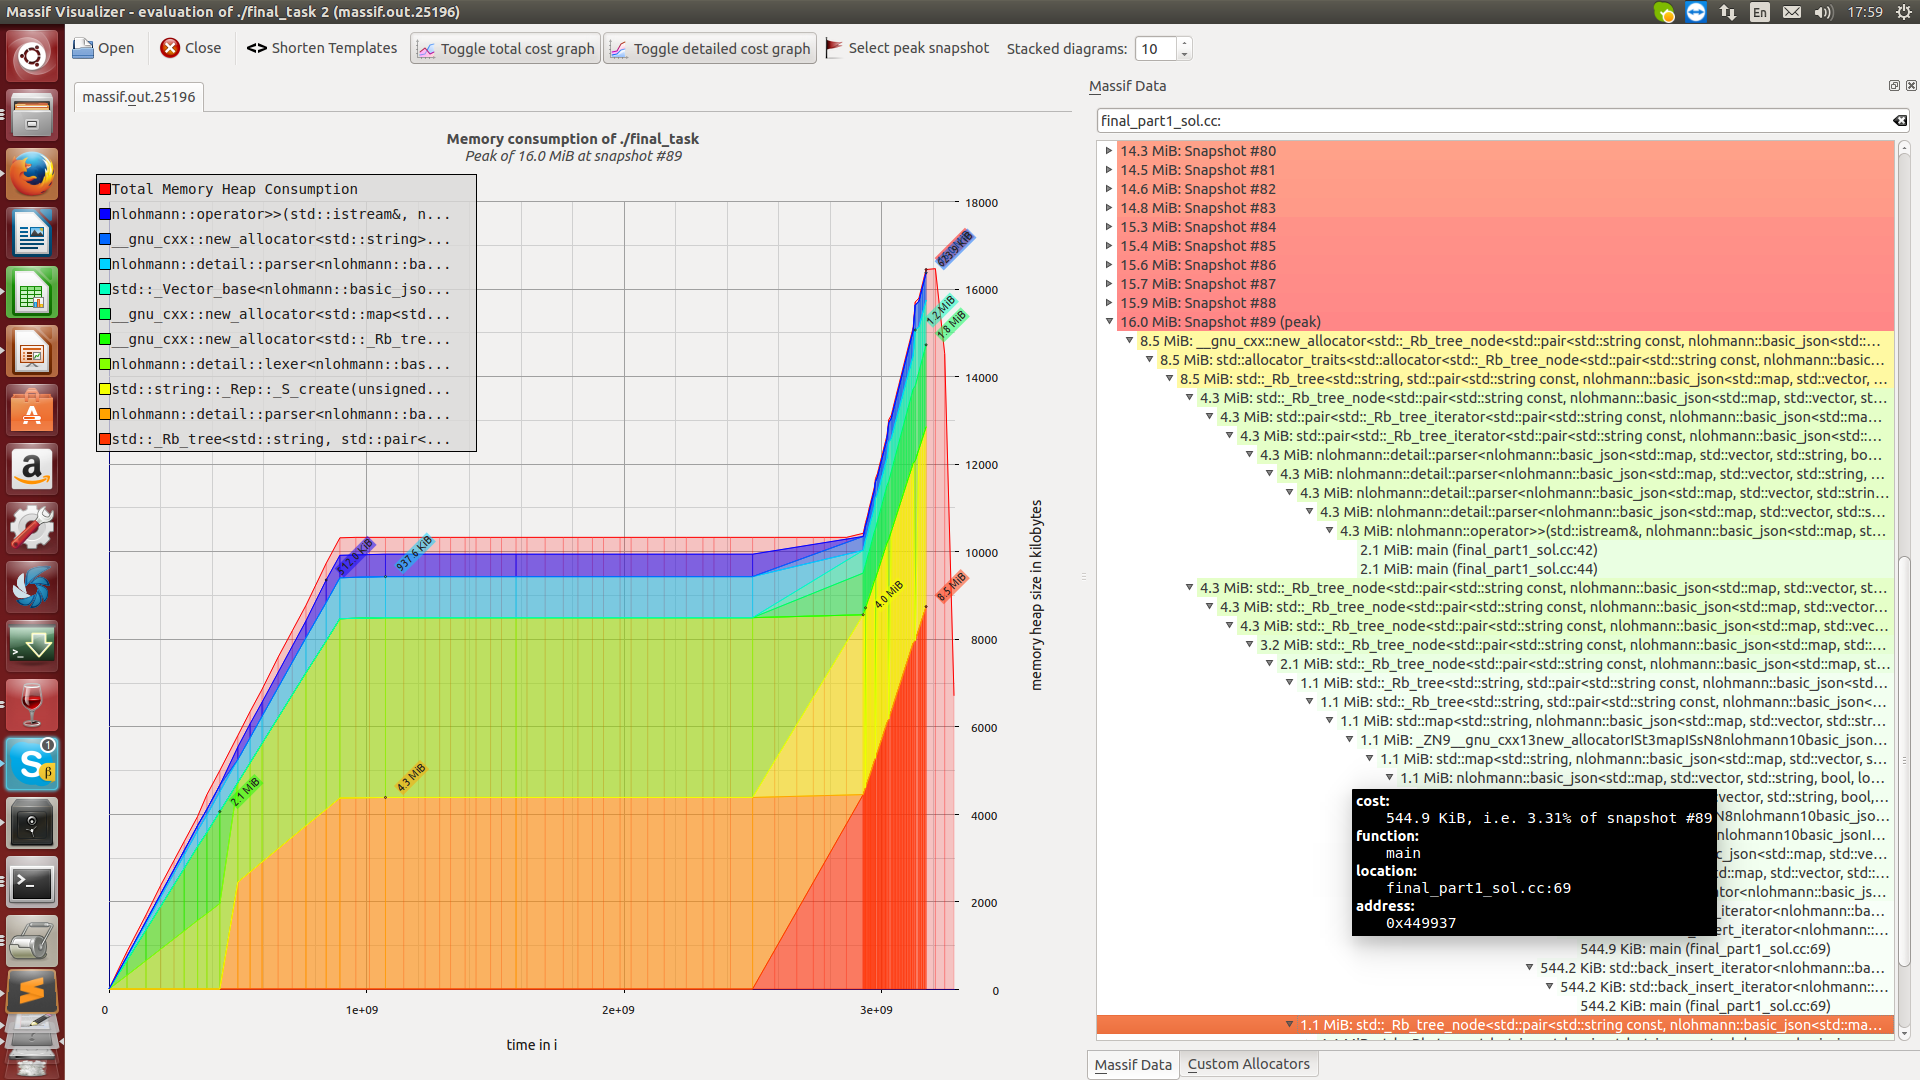 Massif Visualizer - evaluation of ./final_task 2 (massif.out.25196)
En
17:59
Open
Close
<> Shorten Templates
Toggle total cost graph
Toggle detailed cost graph
Select peak snapshot
Stacked diagrams:
10
massif.out.25196
Memory consumption of ./final_task
Peak of 16.0 MiB at snapshot #89
Total Memory Heap Consumption
nlohmann::operator>>(std::istream&, n...
__gnu_cxx::new_allocator<std::string>...
nlohmann::detail::parser<nlohmann::ba...
std::_Vector_base<nlohmann::basic_jso...
__gnu_cxx::new_allocator<std::map<std...
__gnu_cxx::new_allocator<std::_Rb_tre...
nlohmann::detail::lexer<nlohmann::bas...
std::string::_Rep::_S_create(unsigned...
nlohmann::detail::parser<nlohmann::ba...
std::_Rb_tree<std::string, std::pair<...
18000
16000
14000
12000
10000
8000
6000
4000
2000
0
memory heap size in kilobytes
1.2 MiB
1.8 MiB
937.6 KiB
4.0 MiB
8.5 MiB
2.1 MiB
4.3 MiB
0
1e+09
2e+09
3e+09
time in i
Massif Data
final_part1_sol.cc:
14.3 MiB: Snapshot #80
14.5 MiB: Snapshot #81
14.6 MiB: Snapshot #82
14.8 MiB: Snapshot #83
15.3 MiB: Snapshot #84
15.4 MiB: Snapshot #85
15.6 MiB: Snapshot #86
15.7 MiB: Snapshot #87
15.9 MiB: Snapshot #88
16.0 MiB: Snapshot #89 (peak)
8.5 MiB: __gnu_cxx::new_allocator<std::_Rb_tree_node<std::pair<std::string const, nlohmann::basic_json<std::...
8.5 MiB: std::allocator_traits<std::allocator<std::_Rb_tree_node<std::pair<std::string const, nlohmann::basic...
8.5 MiB: std::_Rb_tree<std::string, std::pair<std::string const, nlohmann::basic_json<std::map, std::vector, ...
4.3 MiB: std::_Rb_tree_node<std::pair<std::string const, nlohmann::basic_json<std::map, std::vector, st...
4.3 MiB: std::pair<std::_Rb_tree_iterator<std::pair<std::string const, nlohmann::basic_json<std::ma...
4.3 MiB: std::pair<std::_Rb_tree_iterator<std::pair<std::string const, nlohmann::basic_json<std::...
4.3 MiB: nlohmann::detail::parser<nlohmann::basic_json<std::map, std::vector, std::string, bo...
4.3 MiB: nlohmann::detail::parser<nlohmann::basic_json<std::map, std::vector, std::string, ...
4.3 MiB: nlohmann::detail::parser<nlohmann::basic_json<std::map, std::vector, std::strin...
4.3 MiB: nlohmann::detail::parser<nlohmann::basic_json<std::map, std::vector, std::s...
4.3 MiB: nlohmann::operator>>(std::istream&, nlohmann::basic_json<std::map, st...
2.1 MiB: main (final_part1_sol.cc:42)
2.1 MiB: main (final_part1_sol.cc:44)
4.3 MiB: std::_Rb_tree_node<std::pair<std::string const, nlohmann::basic_json<std::map, std::vector, st...
4.3 MiB: std::_Rb_tree_node<std::pair<std::string const, nlohmann::basic_json<std::map, std::vector...
4.3 MiB: std::_Rb_tree_node<std::pair<std::string const, nlohmann::basic_json<std::map, std::vec...
3.2 MiB: std::_Rb_tree_node<std::pair<std::string const, nlohmann::basic_json<std::map, std::v...
2.1 MiB: std::_Rb_tree_node<std::pair<std::string const, nlohmann::basic_json<std::map, st...
1.1 MiB: std::_Rb_tree<std::string, std::pair<std::string const, nlohmann::basic_json<std...
1.1 MiB: std::_Rb_tree<std::string, std::pair<std::string const, nlohmann::basic_json<s...
1.1 MiB: std::map<std::string, nlohmann::basic_json<std::map, std::vector, std::str...
1.1 MiB: _ZN9__gnu_cxx13new_allocatorISt3mapISsN8nlohmann10basic_json...
1.1 MiB: std::map<std::string, nlohmann::basic_json<std::map, std::vector, s...
1.1 MiB: nlohmann::basic_json<std::map, std::vector, std::string, bool, lo...
vector, std::string, bool,...
N8nlohmann10basic_jso...
nlohmann10basic_jsonI...
c_json<std::map, std::ve...
std::map, std::vector, st...
ator<nlohmann::basic_js...
t_iterator<nlohmann::ba...
ert_iterator<nlohmann::...
cost:
544.9 KiB, i.e. 3.31% of snapshot #89
function:
main
location:
final_part1_sol.cc:69
address:
0x449937
544.9 KiB: main (final_part1_sol.cc:69)
544.2 KiB: std::back_insert_iterator<nlohmann::ba...
544.2 KiB: std::back_insert_iterator<nlohmann::...
544.2 KiB: main (final_part1_sol.cc:69)
1.1 MiB: std::_Rb_tree_node<std::pair<std::string const, nlohmann::basic_json<std::ma...
Massif Data
Custom Allocators